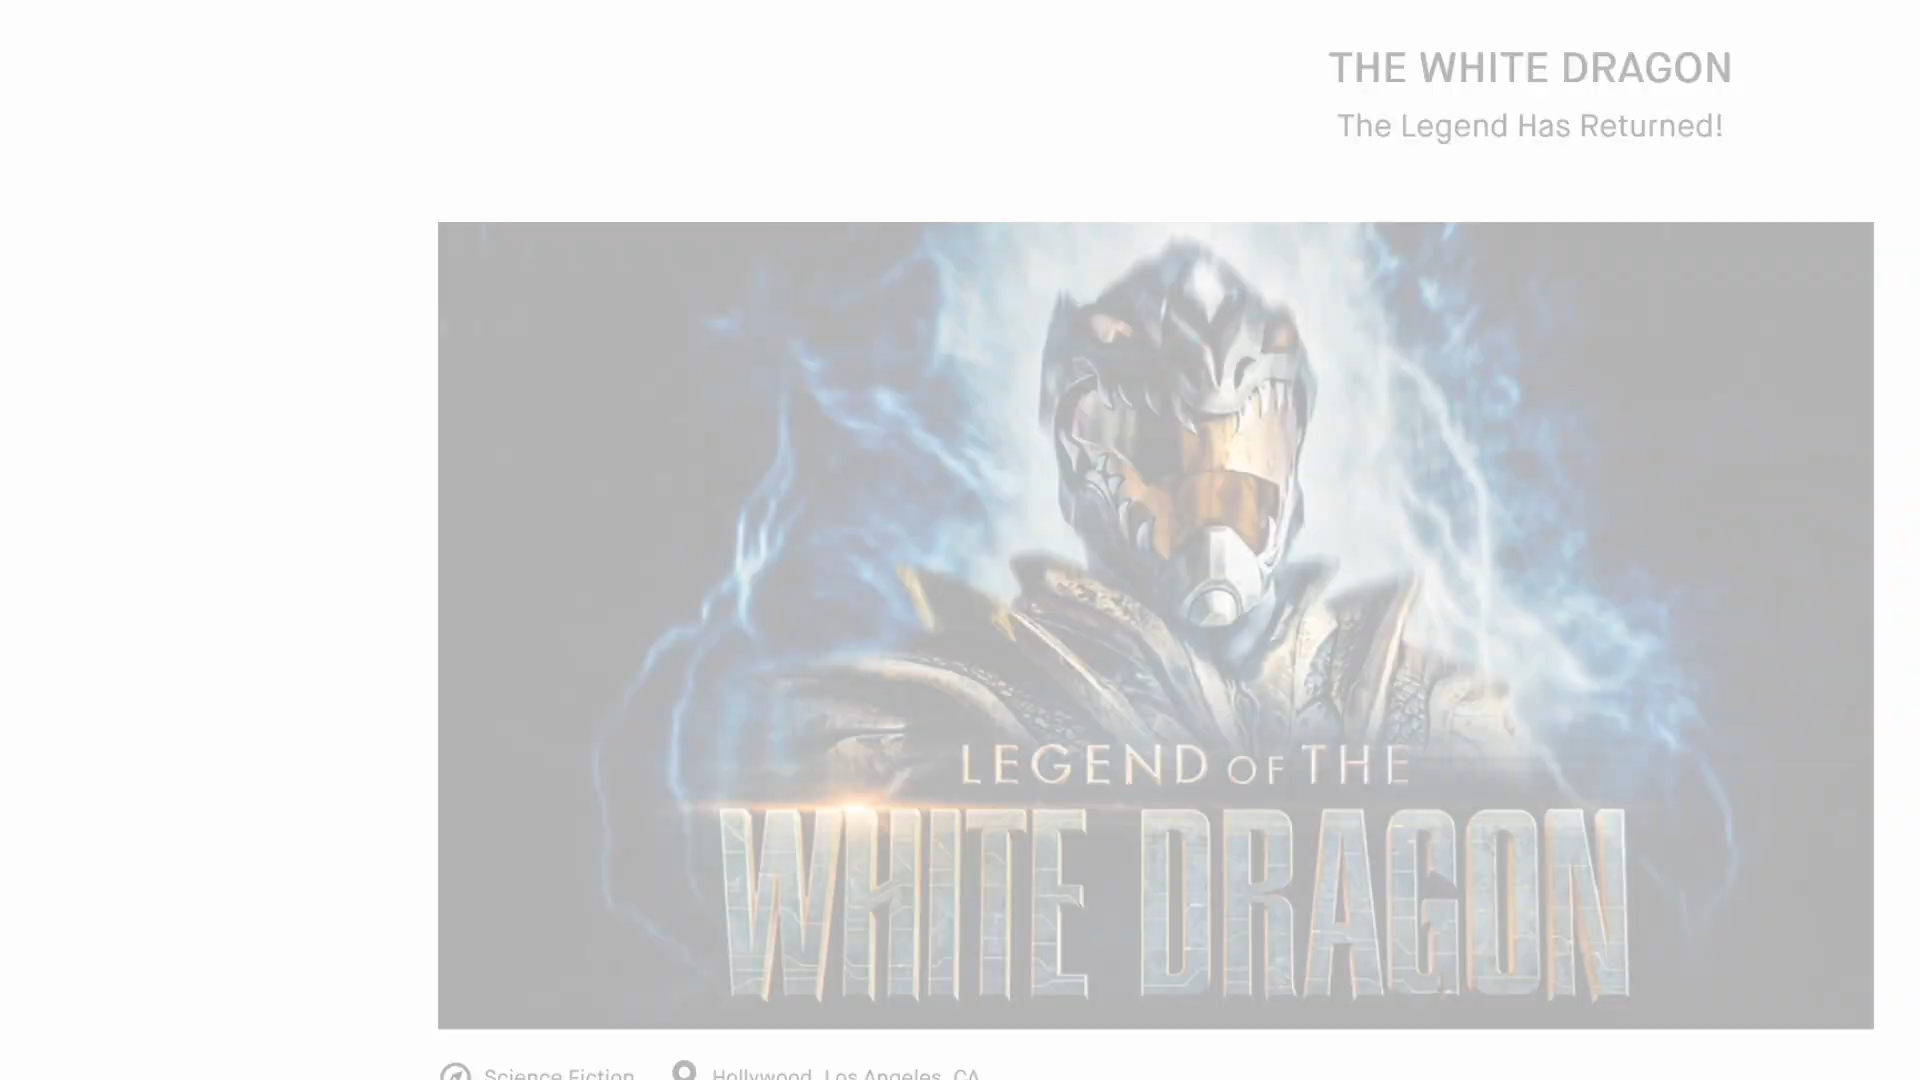 THE WHITE DRAGON
The Legend Has Returned!
LEGEND OF THE
WHITE DRAGON
Science Fiction
Hollywood, Los Angeles, CA